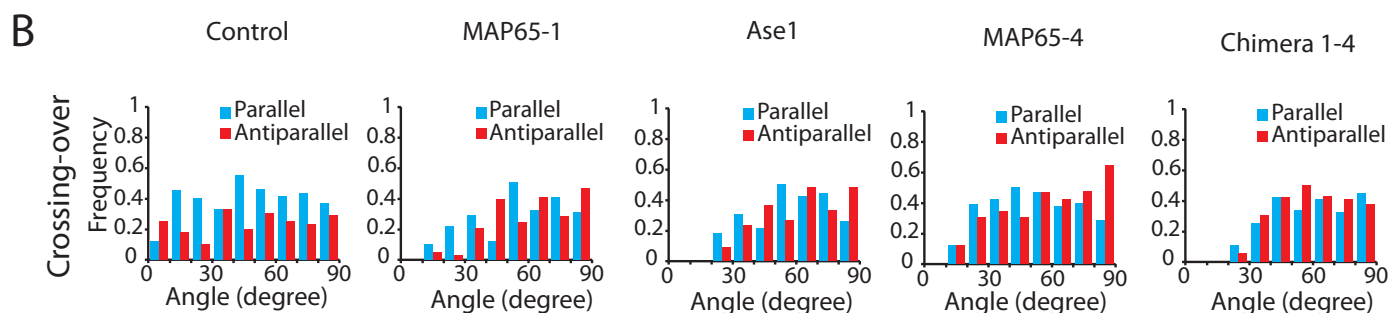 B
Control
MAP65-1
Ase1
MAP65-4
Chimera 1-4
Crossing-over
Frequency
1
0.8
0.6
0.4
0.2
0
Parallel
Antiparallel
0 30 60 90
Angle (degree)
1
0.8
0.6
0.4
0.2
0
Parallel
Antiparallel
0 30 60 90
Angle (degree)
1
0.8
0.6
0.4
0.2
0
Parallel
Antiparallel
0 30 60 90
Angle (degree)
1
0.8
0.6
0.4
0.2
0
Parallel
Antiparallel
0 30 60 90
Angle (degree)
1
0.8
0.6
0.4
0.2
0
Parallel
Antiparallel
0 30 60 90
Angle (degree)